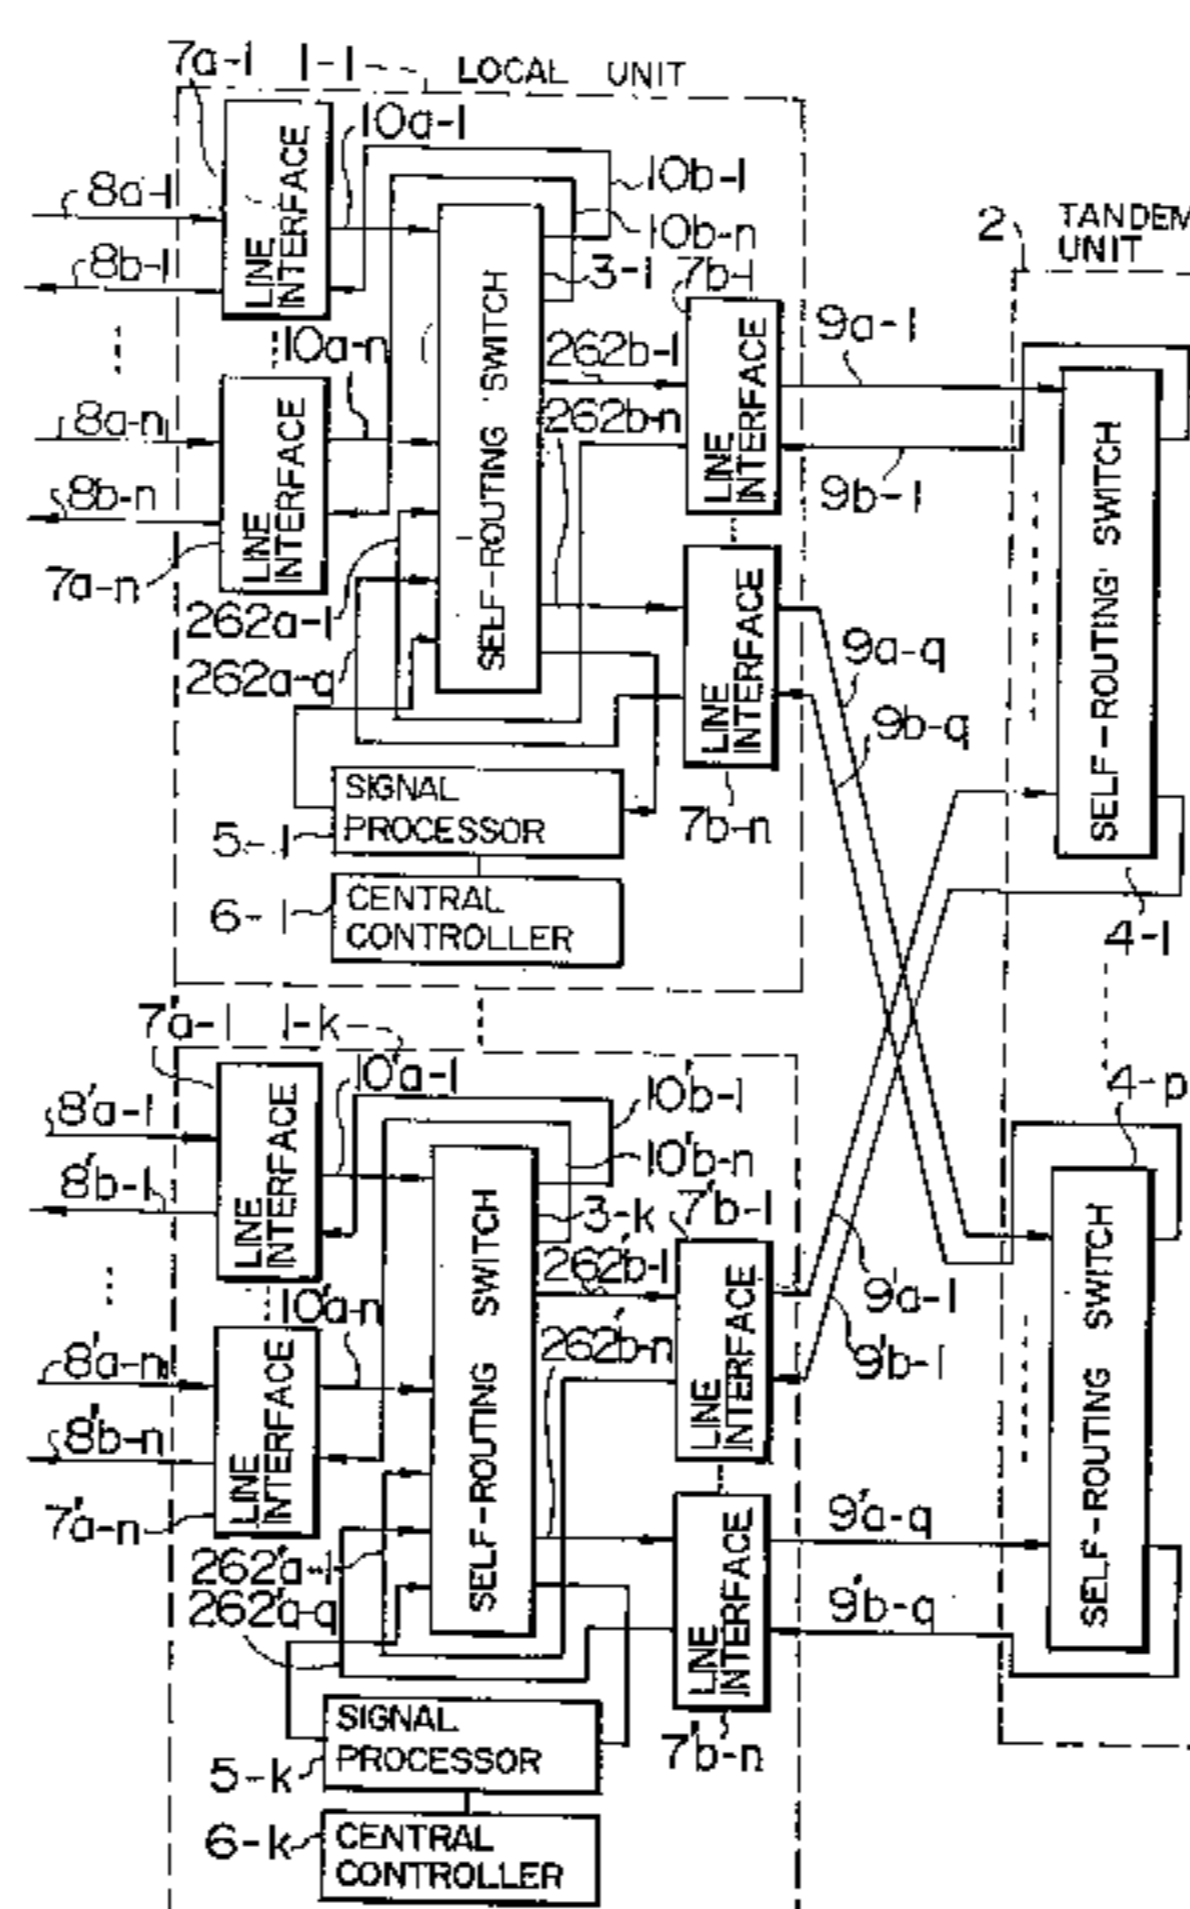 7a-1
1-1
LOCAL UNIT
10a-1
8a-1
LINE
INTERFACE
10b-1
8b-1
10b-n
2
TANDEM
UNIT
3-1
7b-1
9a-1
10a-n
262b-1
SELF-ROUTING SWITCH
LINE
INTERFACE
8a-n
262b-n
LINE
INTERFACE
8b-n
9b-1
SELF-ROUTING SWITCH
7a-n
262a-1
LINE
INTERFACE
9a-q
262a-q
9b-q
SIGNAL
PROCESSOR
5-1
7b-n
CENTRAL
CONTROLLER
6-1
4-1
7'a-1
1-k
10'a-1
4-p
8'a-1
LINE
INTERFACE
10'b-1
8'b-1
10'b-n
3-k
7'b-1
262'b-1
9'a-1
10'a-n
SELF-ROUTING SWITCH
LINE
INTERFACE
262'b-n
9'b-1
SELF-ROUTING SWITCH
8'a-n
LINE
INTERFACE
8'b-n
7'a-n
9'a-q
262'a-1
LINE
INTERFACE
262'a-q
9'b-q
SIGNAL
PROCESSOR
5-k
7'b-n
CENTRAL
CONTROLLER
6-k